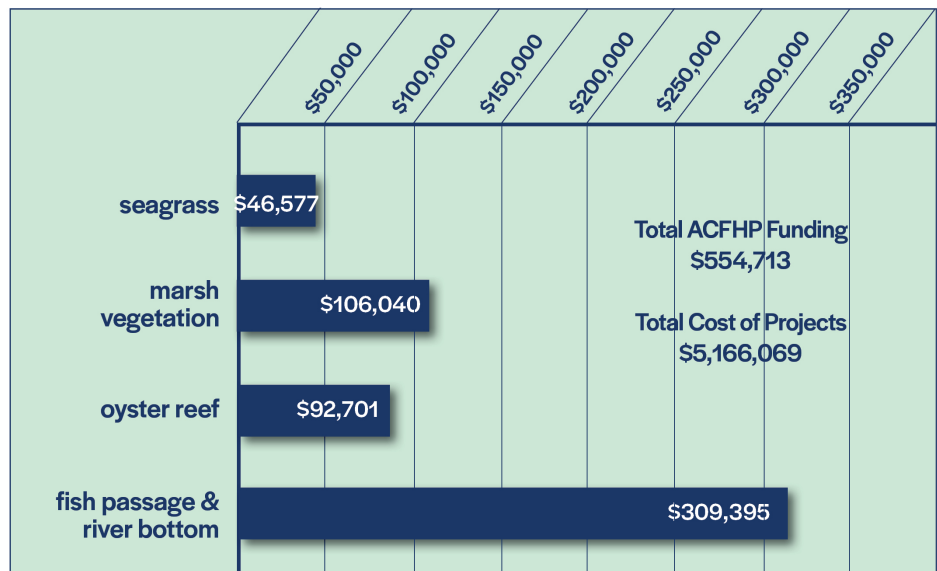 $50,000
$100,000
$150,000
$200,000
$250,000
$300,000
$350,000
seagrass
$46,577
Total ACFHP Funding
$554,713
marsh
vegetation
$106,040
Total Cost of Projects
$5,166,069
oyster reef
$92,701
fish passage &
river bottom
$309,395